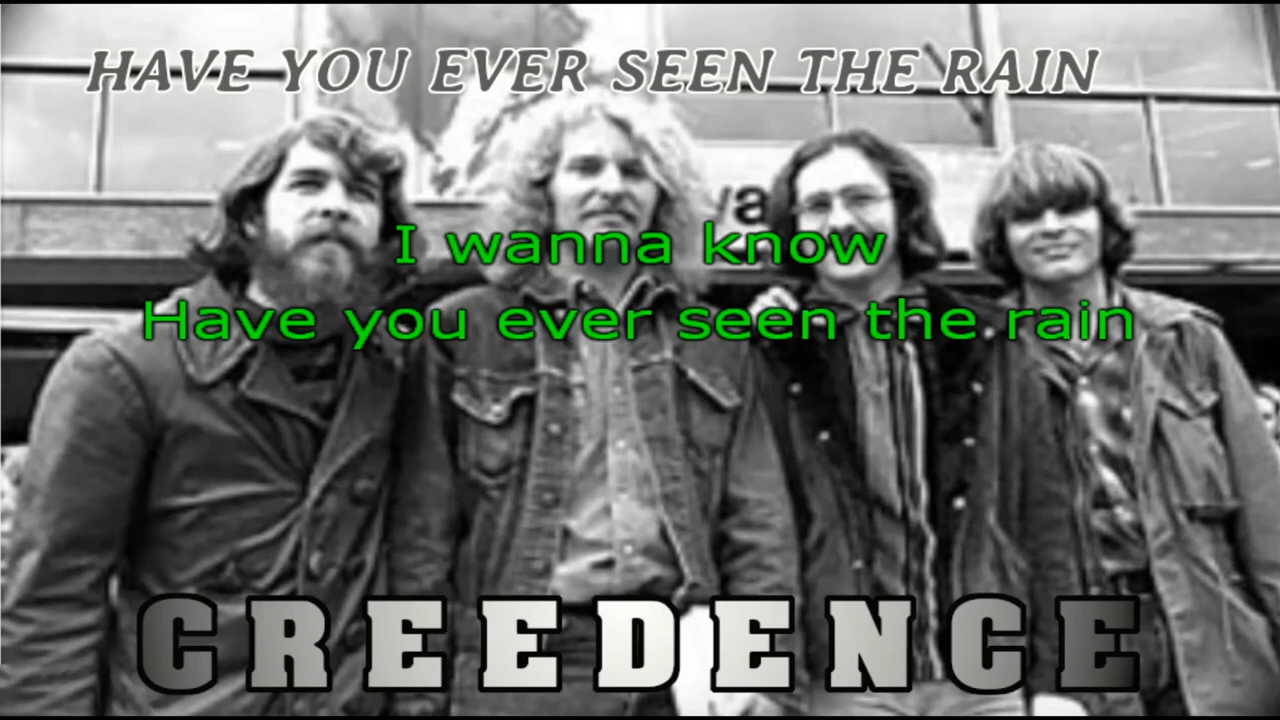 HAVE YOU EVER SEEN THE RAIN
I wanna know
Have you ever seen the rain
CREEDENCE